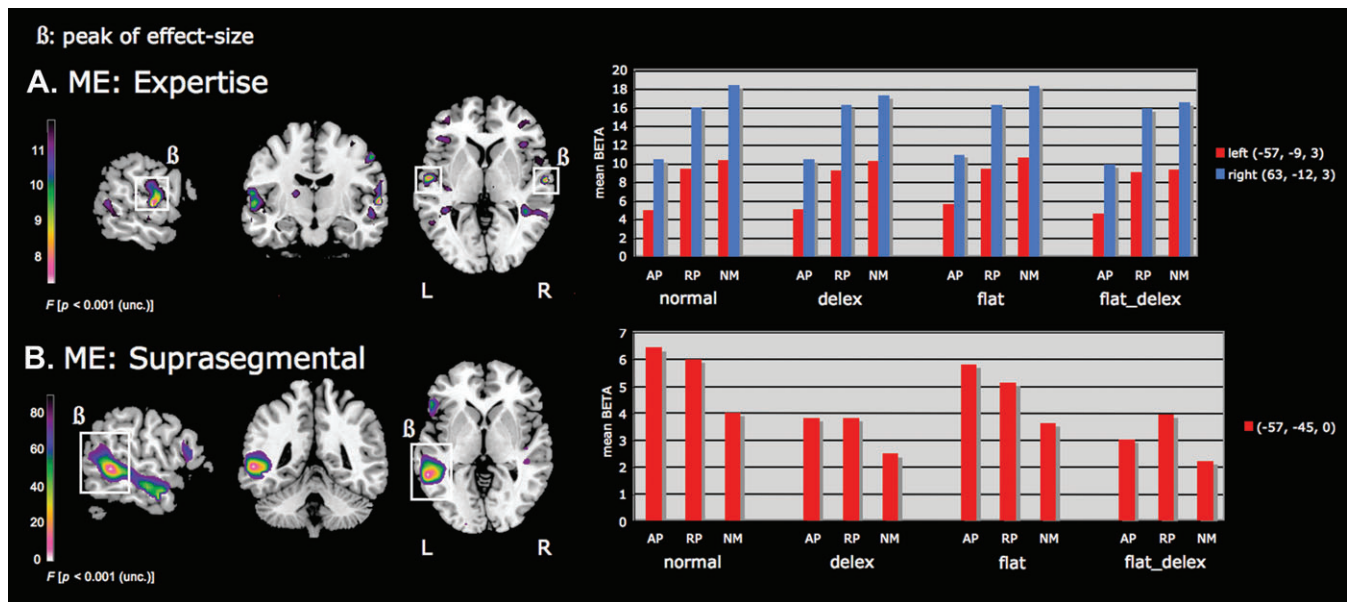 ß: peak of effect-size
A. ME: Expertise
ß
ß
11
10
9
8
F [p < 0.001 (unc.)]
L
R
20
18
16
14
12
10
8
6
4
2
0
mean BETA
AP RP NM AP RP NM AP RP NM AP RP NM
normal delex flat flat_delex
left (-57, -9, 3)
right (63, -12, 3)
B. ME: Suprasegmental
ß
ß
80
60
40
20
0
F [p < 0.001 (unc.)]
L
R
7
6
5
4
3
2
1
0
mean BETA
AP RP NM AP RP NM AP RP NM AP RP NM
normal delex flat flat_delex
(-57, -45, 0)